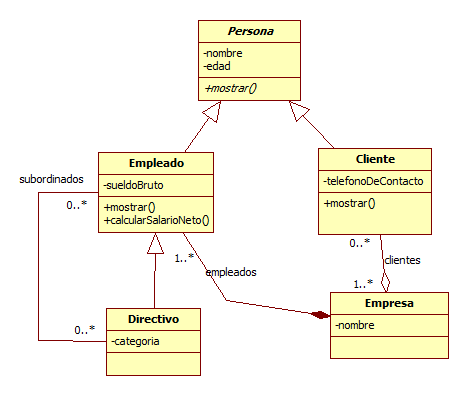 Persona
-nombre
-edad
+mostrar()
Empleado
-sueldoBruto
+mostrar()
+calcularSalarioNeto()
Cliente
-telefonoDeContacto
+mostrar()
subordinados
0..*
1..*
empleados
0..*
clientes
1..*
Empresa
-nombre
Directivo
-categoria
0..*